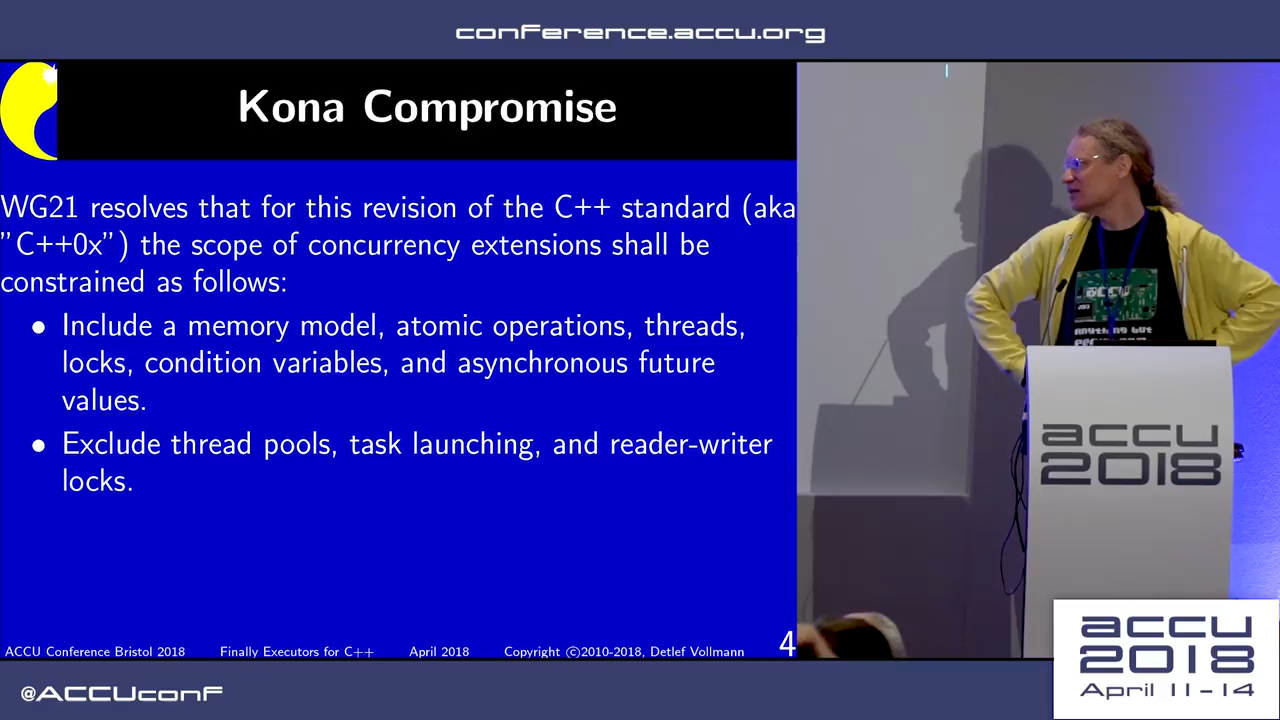 conference.accu.org
Kona Compromise
WG21 resolves that for this revision of the C++ standard (aka
"C++0x") the scope of concurrency extensions shall be
constrained as follows:
• Include a memory model, atomic operations, threads,
locks, condition variables, and asynchronous future
values.
• Exclude thread pools, task launching, and reader-writer
locks.
ACCU Conference Bristol 2018 Finally Executors for C++ April 2018 Copyright ©2010-2018, Detlef Vollmann 4
accu
Anything but
accu
2018
accu
2018
April 11-14
@ACCUconf